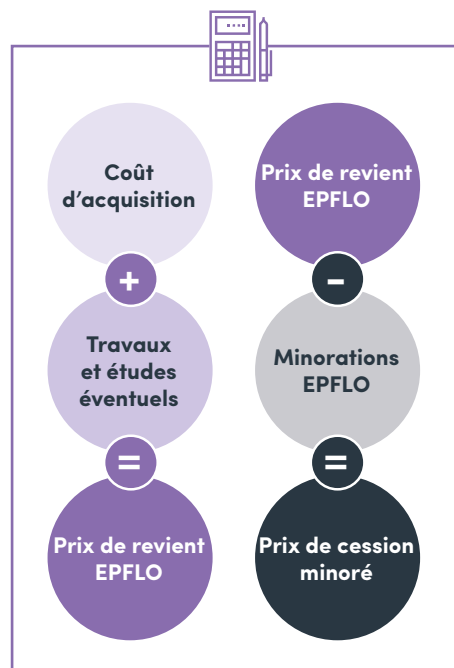 Coût
d'acquisition
+
Travaux
et études
éventuels
=
Prix de revient
EPFLO
Prix de revient
EPFLO
-
Minorations
EPFLO
=
Prix de cession
minoré